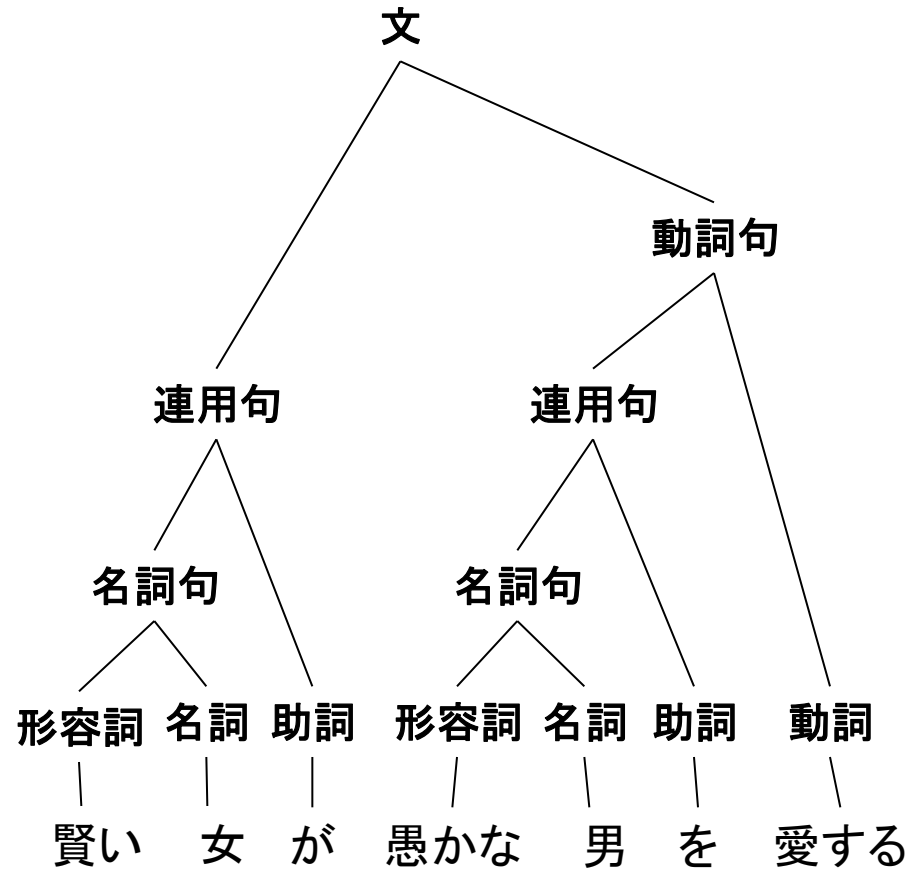 文
動詞句
連用句 連用句
名詞句 名詞句
形容詞 名詞 助詞 形容詞 名詞 助詞 動詞
賢い 女 が 愚かな 男 を 愛する